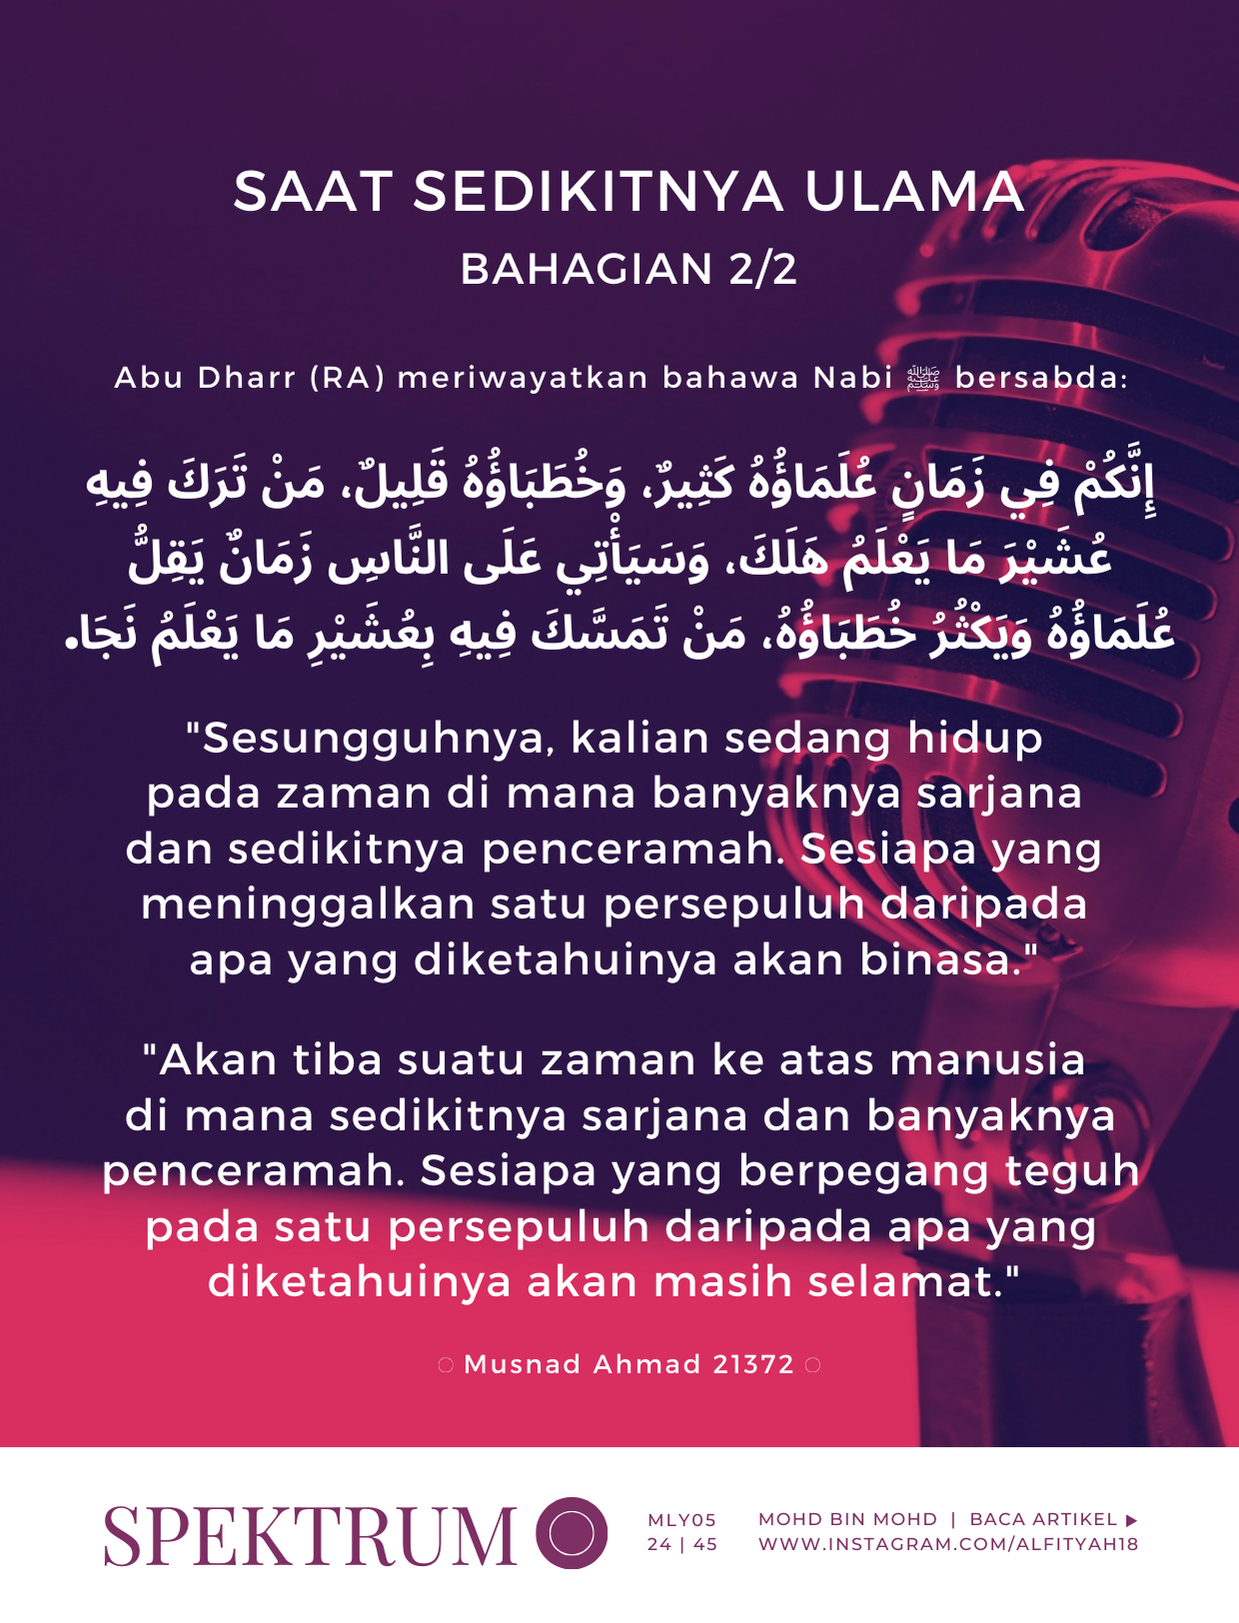 SAAT SEDIKITNYA ULAMA
BAHAGIAN 2/2
Abu Dharr (RA) meriwayatkan bahawa Nabi ﷺ bersabda:
إِنَّكُمْ فِي زَمَانٍ عُلَمَاؤُهُ كَثِيرٌ، وَخُطَبَاؤُهُ قَلِيلٌ، مَنْ تَرَكَ فِيهِ
عُشَيْرَ مَا يَعْلَمُ هَلَكَ، وَسَيَأْتِي عَلَى النَّاسِ زَمَانٌ يَقِلُّ
عُلَمَاؤُهُ وَيَكْثُرُ خُطَبَاؤُهُ، مَنْ تَمَسَّكَ فِيهِ بِعُشَيْرِ مَا يَعْلَمُ نَجَا.
"Sesungguhnya, kalian sedang hidup
pada zaman di mana banyaknya sarjana
dan sedikitnya penceramah. Sesiapa yang
meninggalkan satu persepuluh daripada
apa yang diketahuinya akan binasa."
"Akan tiba suatu zaman ke atas manusia
di mana sedikitnya sarjana dan banyaknya
penceramah. Sesiapa yang berpegang teguh
pada satu persepuluh daripada apa yang
diketahuinya akan masih selamat."
○ Musnad Ahmad 21372 ○
SPEKTRUM
MLY05
24 | 45
MOHD BIN MOHD | BACA ARTIKEL ▶
WWW.INSTAGRAM.COM/ALFITYAH18